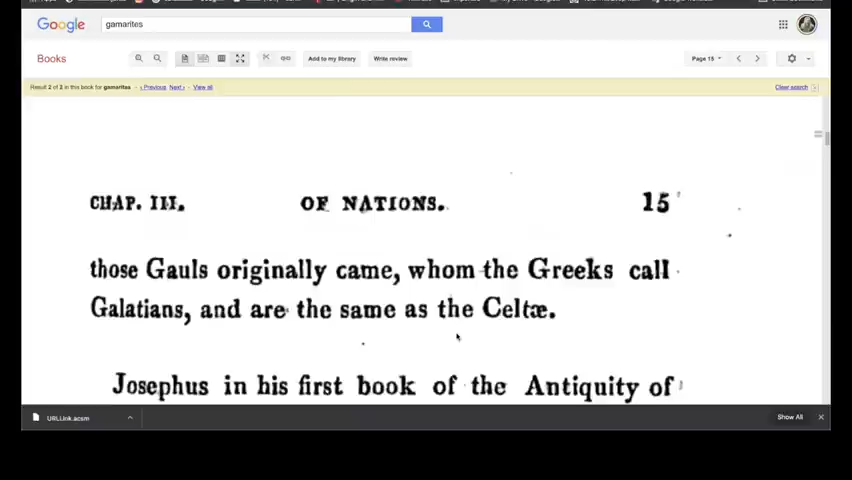 Google
gamarites
Books
Add to my library
Write review
Page 15
Result 2 of 2 in this book for gamarites
‹ Previous
Next ›
View all
Clear search
CHAP. III. OF NATIONS. 15
those Gauls originally came, whom the Greeks call
Galatians, and are the same as the Celtæ.
Josephus in his first book of the Antiquity of
URLLink.acsm
Show All